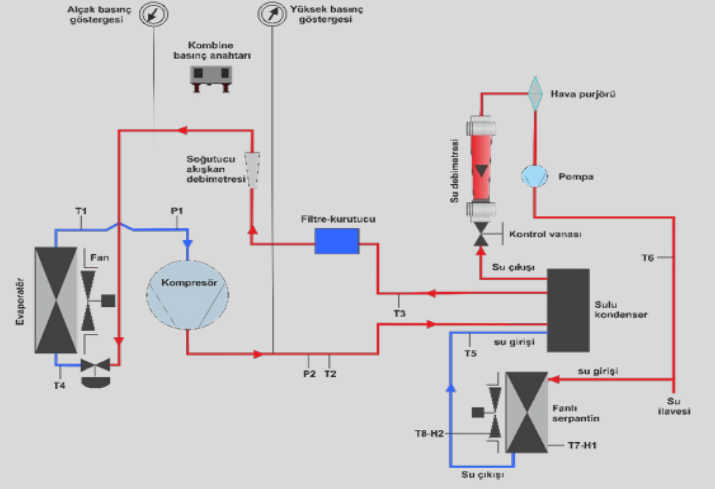 Alçak basınç
göstergesi
Yüksek basınç
göstergesi
Kombine
basınç anahtarı
Hava purjörü
Su debimetresi
Soğutucu
akışkan
debimetresi
Pompa
T1
P1
Filtre-kurutucu
Kontrol vanası
Fan
T6
Su çıkışı
Evaporatör
Kompresör
Sulu
kondenser
T3
su girişi
T5
T4
P2 T2
su girişi
Su
ilavesi
Fanlı
serpantin
T8-H2
T7-H1
Su çıkışı